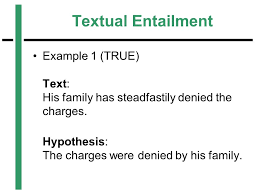 Textual Entailment
• Example 1 (TRUE)
Text:
His family has steadfastily denied the
charges.
Hypothesis:
The charges were denied by his family.